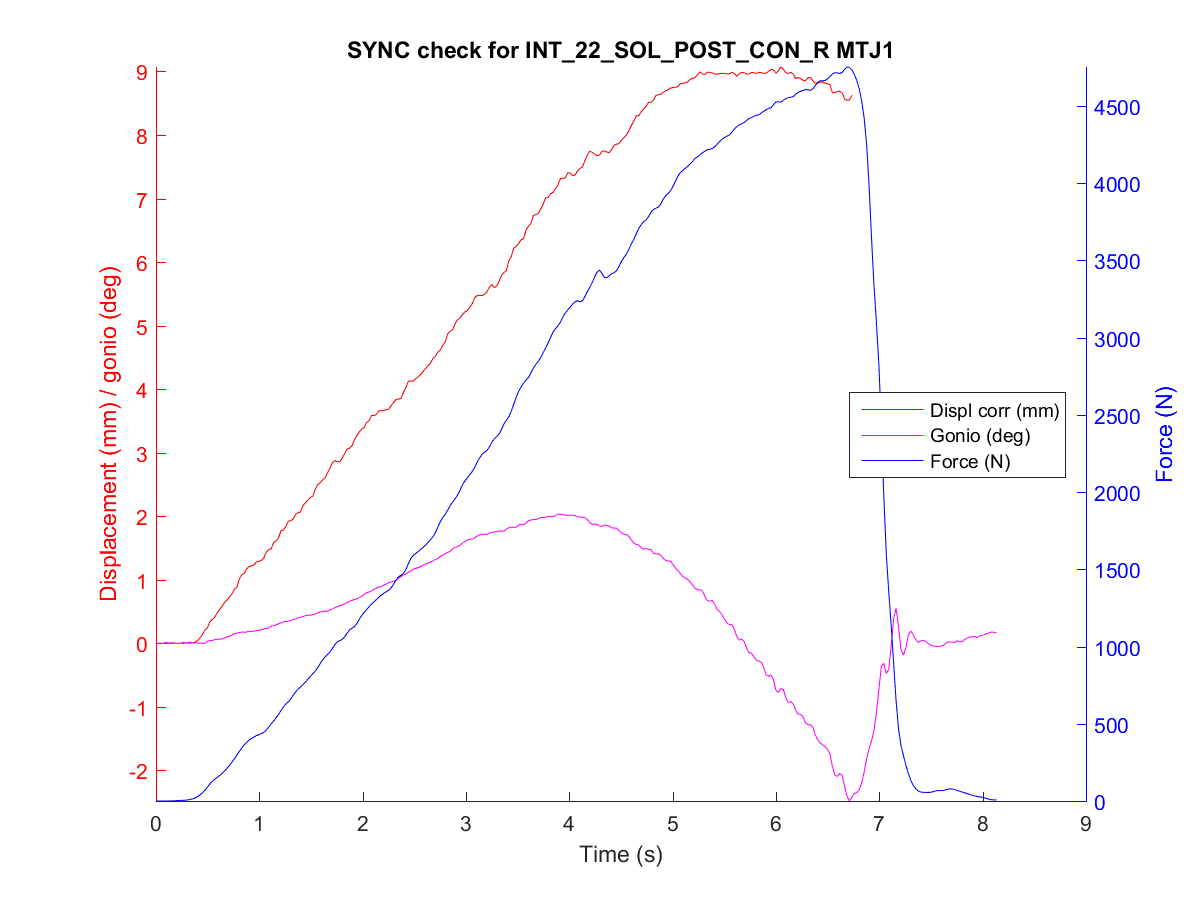 SYNC check for INT_22_SOL_POST_CON_R MTJ1
Displacement (mm) / gonio (deg)
9
8
7
6
5
4
3
2
1
0
-1
-2
4500
4000
3500
3000
2500
2000
1500
1000
500
0
Force (N)
Displ corr (mm)
Gonio (deg)
Force (N)
0 1 2 3 4 5 6 7 8 9
Time (s)